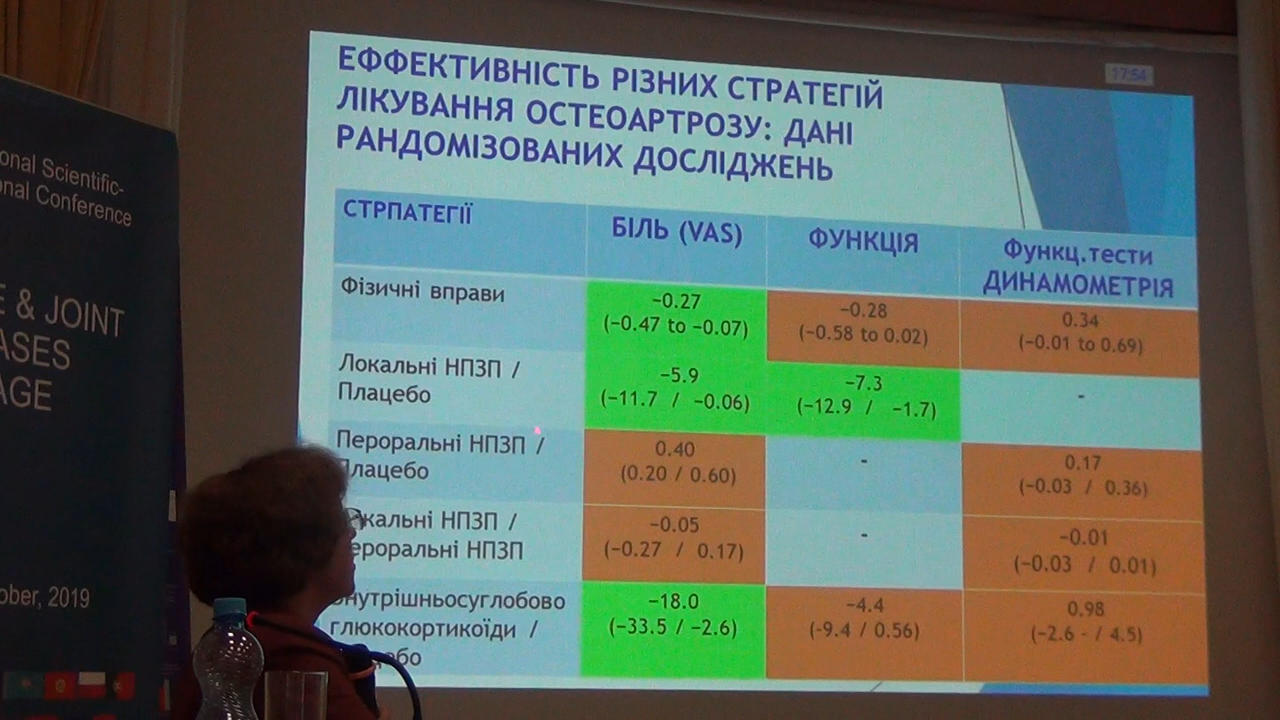 onal Scientific-
onal Conference
& JOINT
ASES
AGE
ober, 2019
17:54
ЕФФЕКТИВНІСТЬ РІЗНИХ СТРАТЕГІЙ
ЛІКУВАННЯ ОСТЕОАРТРОЗУ: ДАНІ
РАНДОМІЗОВАНИХ ДОСЛІДЖЕНЬ
СТРПАТЕГІЇ
БІЛЬ (VAS)
ФУНКЦІЯ
Функц.тести
ДИНАМОМЕТРІЯ
Фізичні вправи
−0.27
(−0.47 to −0.07)
−0.28
(−0.58 to 0.02)
0.34
(−0.01 to 0.69)
Локальні НПЗП /
Плацебо
−5.9
(−11.7 / −0.06)
−7.3
(−12.9 / −1.7)
-
Пероральні НПЗП /
Плацебо
0.40
(0.20 / 0.60)
-
0.17
(−0.03 / 0.36)
кальні НПЗП /
ероральні НПЗП
−0.05
(−0.27 / 0.17)
-
−0.01
(−0.03 / 0.01)
нутрішньосуглобово
глюкокортикоїди /
ебо
−18.0
(−33.5 / −2.6)
−4.4
(-9.4 / 0.56)
0.98
(−2.6 - / 4.5)